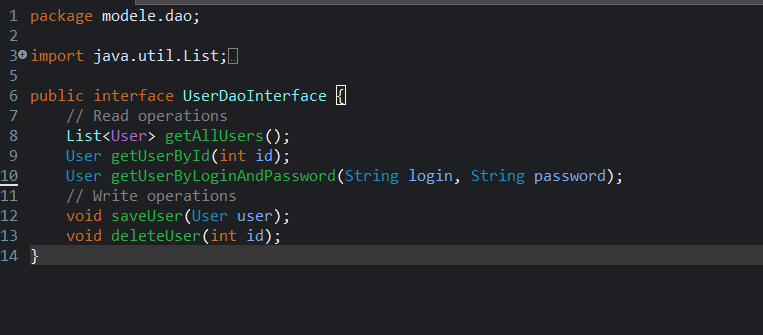 1 package modele.dao;
2
3 import java.util.List;
5
6 public interface UserDaoInterface {
7 // Read operations
8 List<User> getAllUsers();
9 User getUserById(int id);
10 User getUserByLoginAndPassword(String login, String password);
11 // Write operations
12 void saveUser(User user);
13 void deleteUser(int id);
14 }